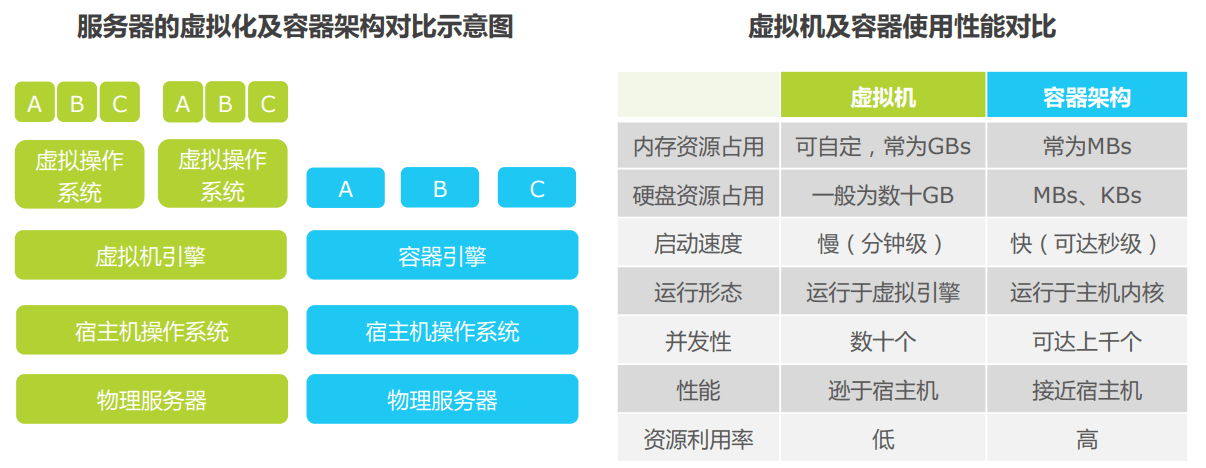 服务器的虚拟化及容器架构对比示意图
A B C A B C
虚拟操作
系统
虚拟操作
系统
A B C
虚拟机引擎
容器引擎
宿主机操作系统
宿主机操作系统
物理服务器
物理服务器
虚拟机及容器使用性能对比
虚拟机 容器架构
内存资源占用 可自定，常为GBs 常为MBs
硬盘资源占用 一般为数十GB MBs、KBs
启动速度 慢（分钟级） 快（可达秒级）
运行形态 运行于虚拟引擎 运行于主机内核
并发性 数十个 可达上千个
性能 逊于宿主机 接近宿主机
资源利用率 低 高